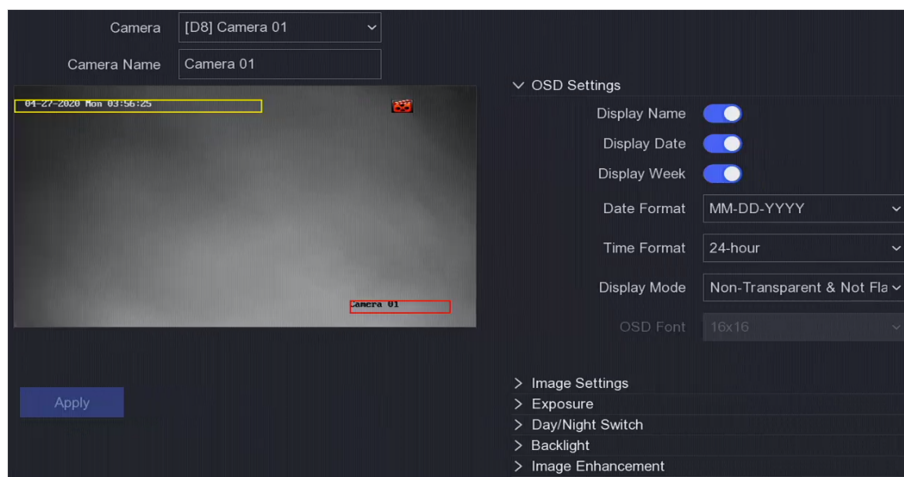 Camera [D8] Camera 01
Camera Name Camera 01
04-27-2020 Mon 03:56:25
Camera 01
Apply
OSD Settings
Display Name
Display Date
Display Week
Date Format MM-DD-YYYY
Time Format 24-hour
Display Mode Non-Transparent & Not Fla
OSD Font 16x16
Image Settings
Exposure
Day/Night Switch
Backlight
Image Enhancement